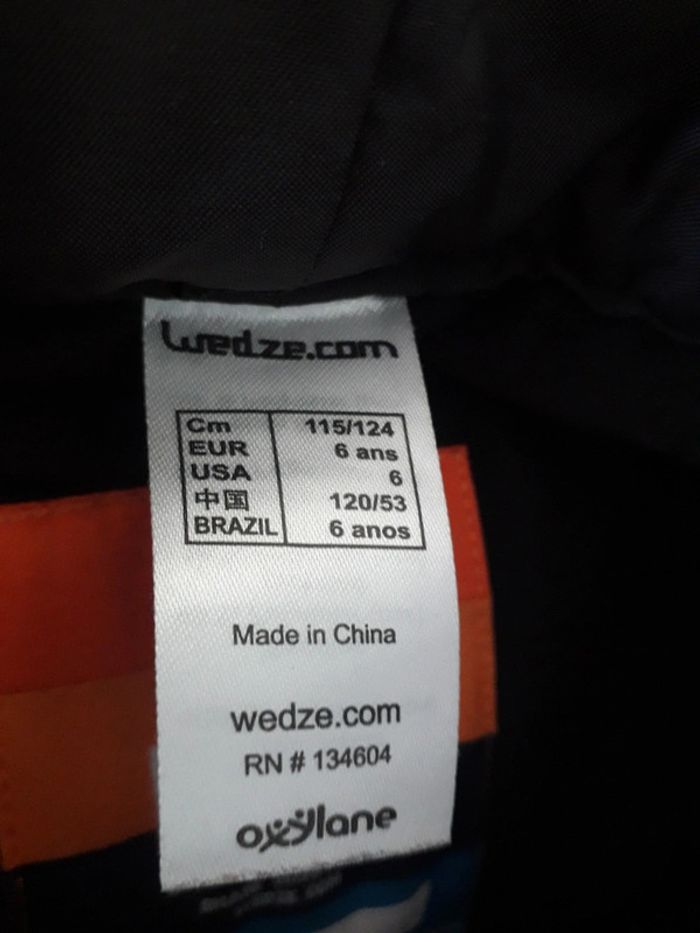 wedze.com
Cm 115/124
EUR 6 ans
USA 6
中国 120/53
BRAZIL 6 anos
Made in China
wedze.com
RN # 134604
oxylane